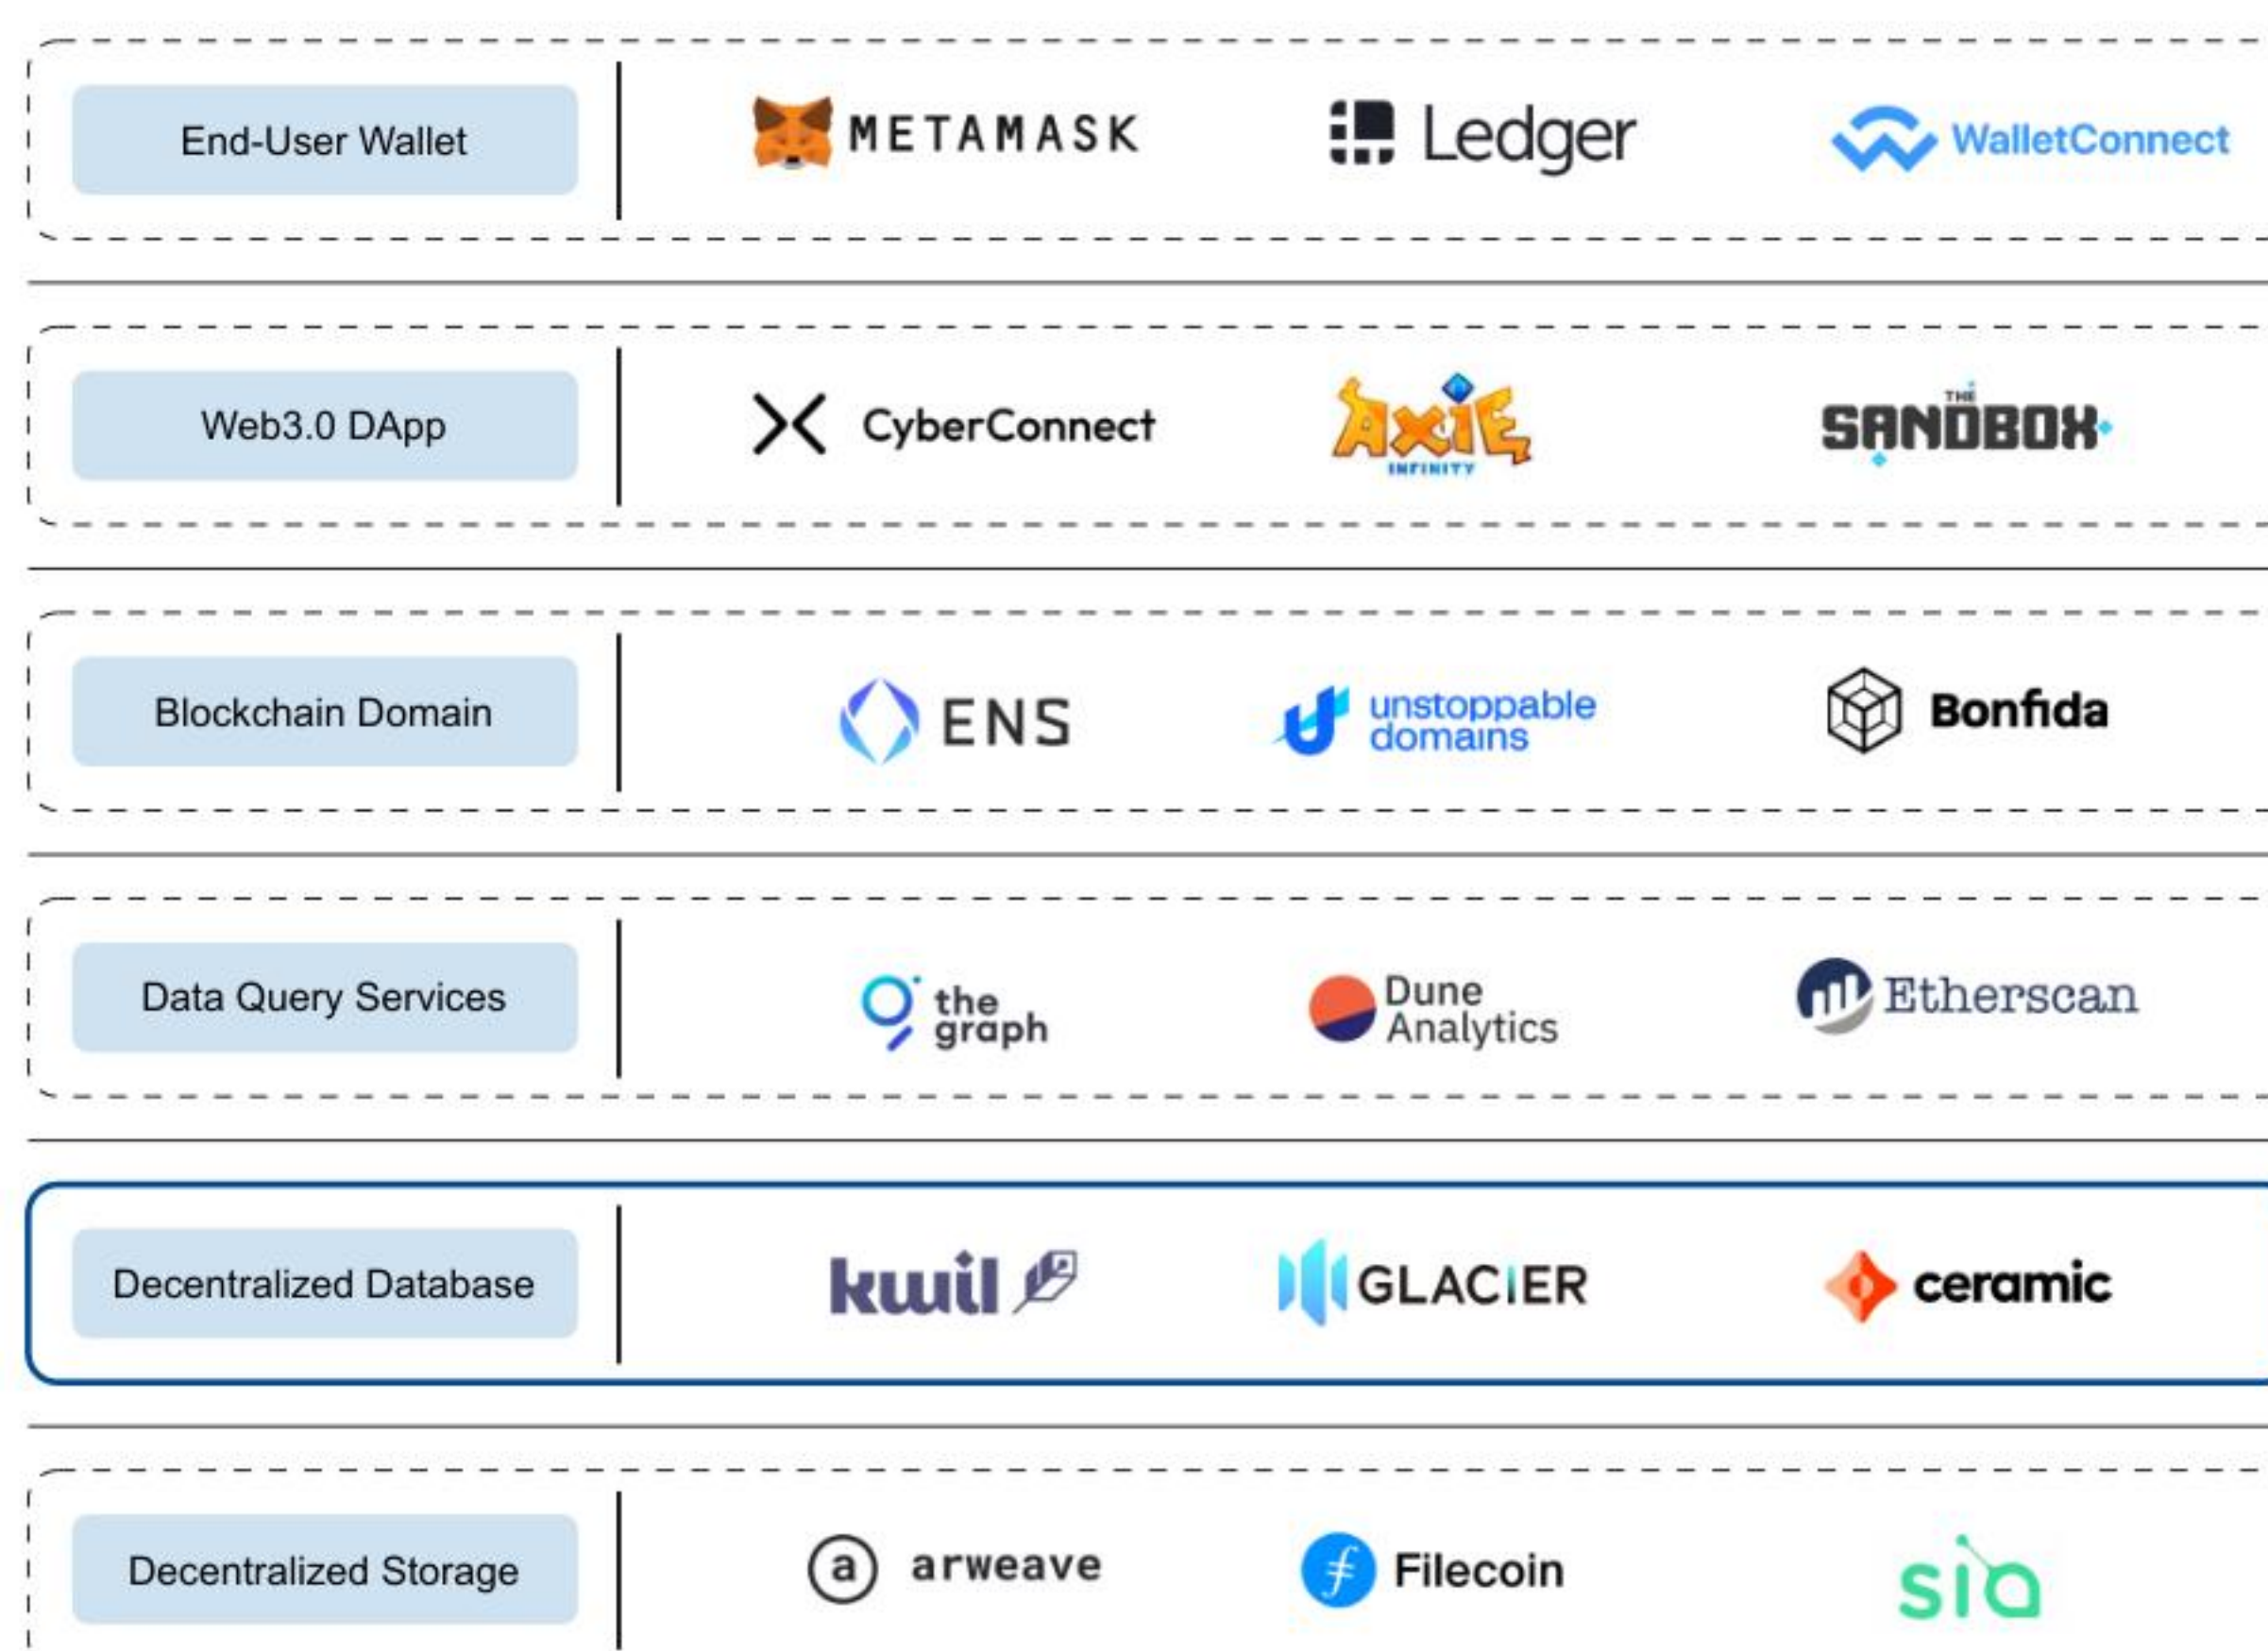 End-User Wallet
METAMASK
Ledger
WalletConnect
Web3.0 DApp
CyberConnect
AXIE
INFINITY
THE
SANDBOX
Blockchain Domain
ENS
unstoppable
domains
Bonfida
Data Query Services
the
graph
Dune
Analytics
Etherscan
Decentralized Database
kwil
GLACIER
ceramic
Decentralized Storage
a arweave
Filecoin
sia